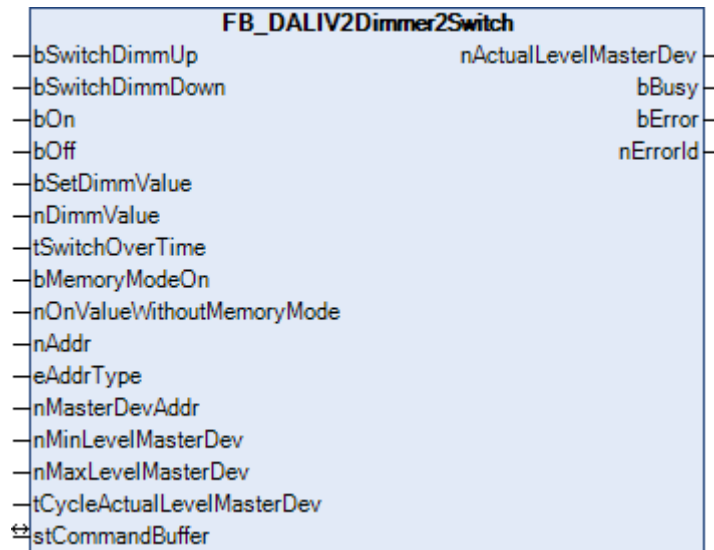 FB_DALIV2Dimmer2Switch
bSwitchDimmUp nActualLevelMasterDev
bSwitchDimmDown bBusy
bOn bError
bOff nErrorId
bSetDimmValue
nDimmValue
tSwitchOverTime
bMemoryModeOn
nOnValueWithoutMemoryMode
nAddr
eAddrType
nMasterDevAddr
nMinLevelMasterDev
nMaxLevelMasterDev
tCycleActualLevelMasterDev
stCommandBuffer